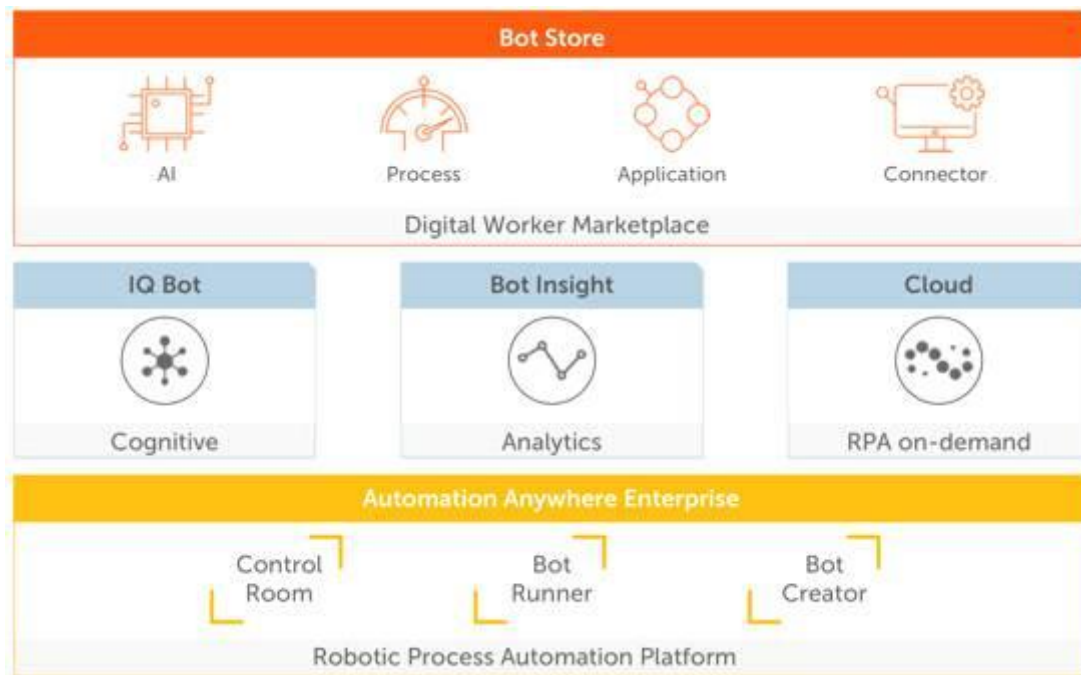 Bot Store
AI
Process
Application
Connector
Digital Worker Marketplace
IQ Bot
Bot Insight
Cloud
Cognitive
Analytics
RPA on-demand
Automation Anywhere Enterprise
Control
Room
Bot
Runner
Bot
Creator
Robotic Process Automation Platform